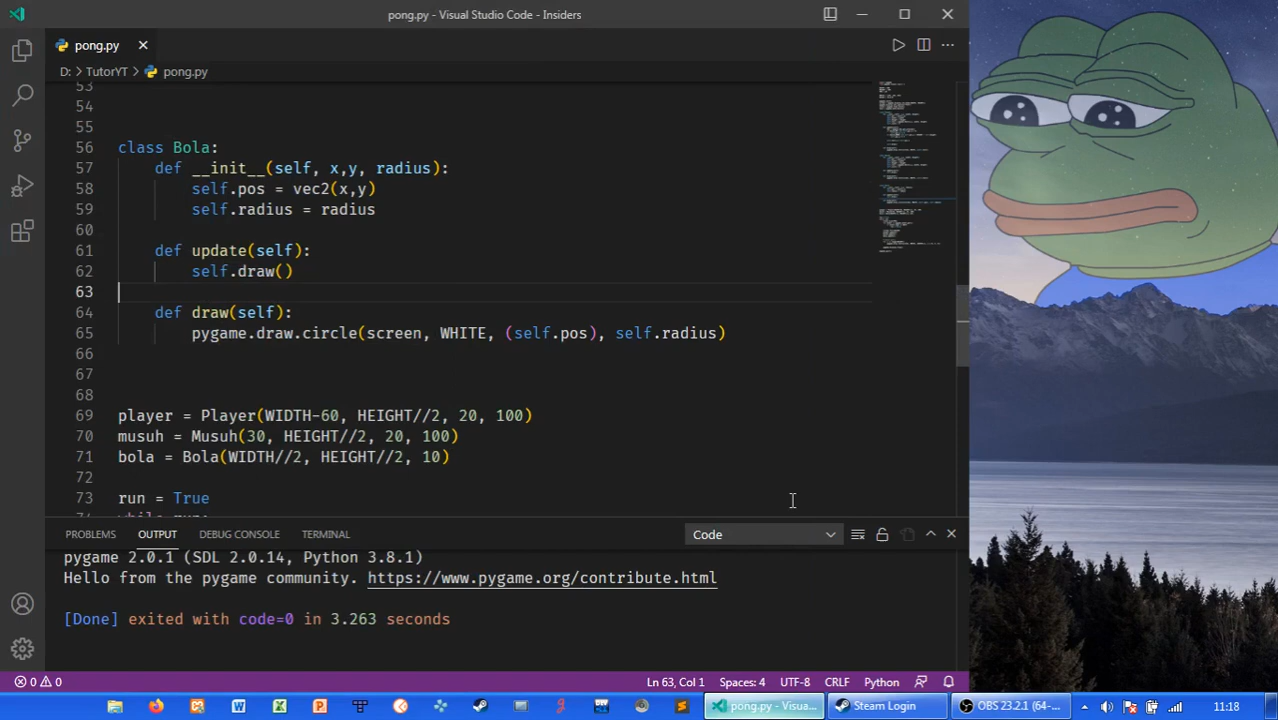 pong.py - Visual Studio Code - Insiders
pong.py
D: > TutorYT > pong.py
53
54
55
56 class Bola:
57 def __init__(self, x,y, radius):
58 self.pos = vec2(x,y)
59 self.radius = radius
60
61 def update(self):
62 self.draw()
63
64 def draw(self):
65 pygame.draw.circle(screen, WHITE, (self.pos), self.radius)
66
67
68
69 player = Player(WIDTH-60, HEIGHT//2, 20, 100)
70 musuh = Musuh(30, HEIGHT//2, 20, 100)
71 bola = Bola(WIDTH//2, HEIGHT//2, 10)
72
73 run = True
74 while run:
PROBLEMS OUTPUT DEBUG CONSOLE TERMINAL Code
pygame 2.0.1 (SDL 2.0.14, Python 3.8.1)
Hello from the pygame community. https://www.pygame.org/contribute.html
[Done] exited with code=0 in 3.263 seconds
0 0 Ln 63, Col 1 Spaces: 4 UTF-8 CRLF Python
pong.py - Visua... Steam Login OBS 23.2.1 (64-... 11:18